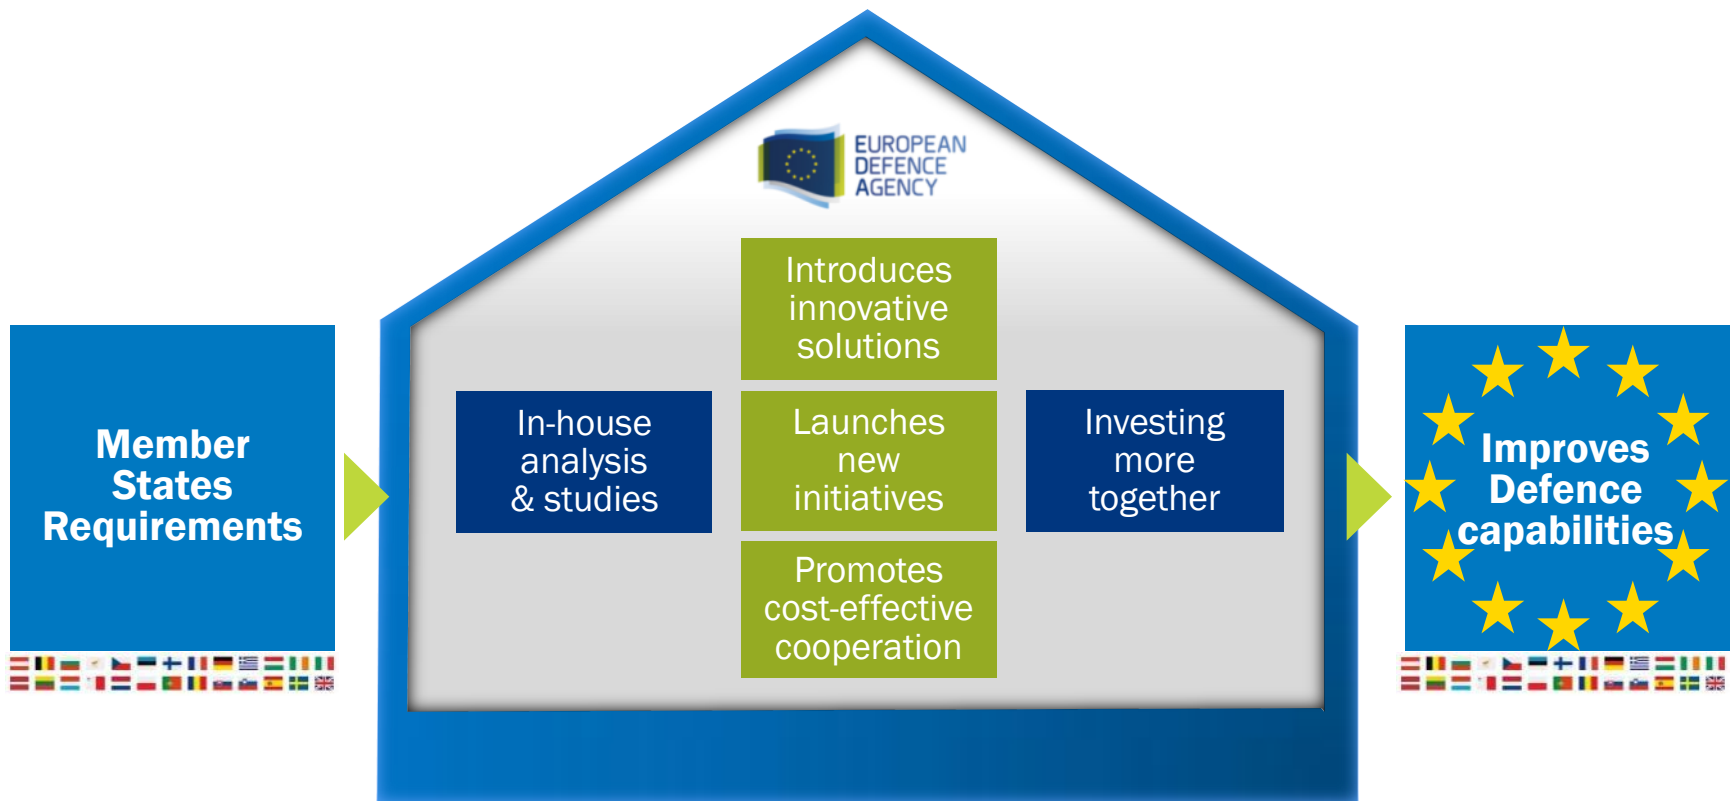 EUROPEAN
DEFENCE
AGENCY
Member
States
Requirements
In-house
analysis
& studies
Introduces
innovative
solutions
Launches
new
initiatives
Promotes
cost-effective
cooperation
Investing
more
together
Improves
Defence
capabilities